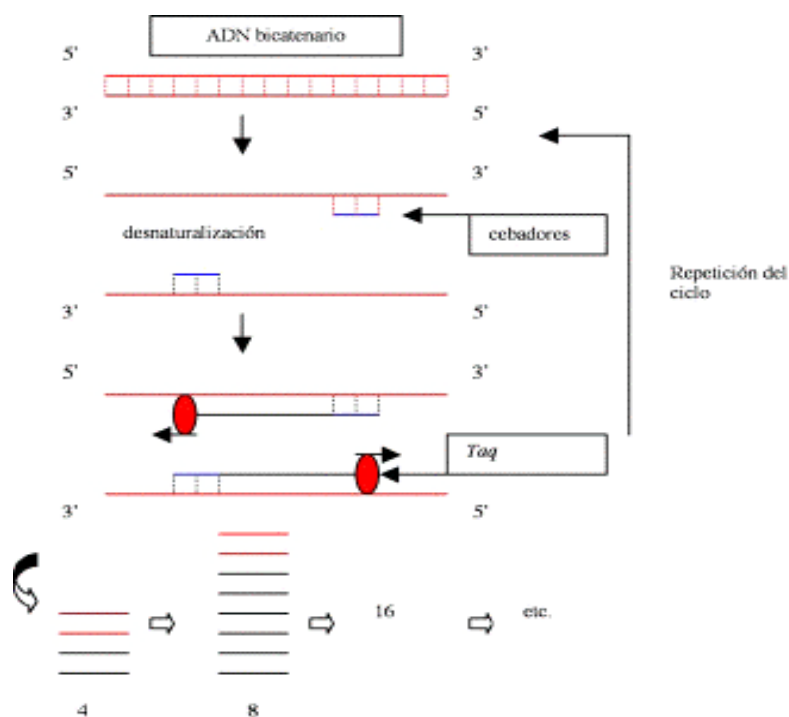 ADN bicatenario
5’ 3’
3’ 5’
5’ 3’
desnaturalización
cebadores
Repetición del
ciclo
3’ 5’
5’ 3’
Taq
3’ 5’
16
etc.
4
8